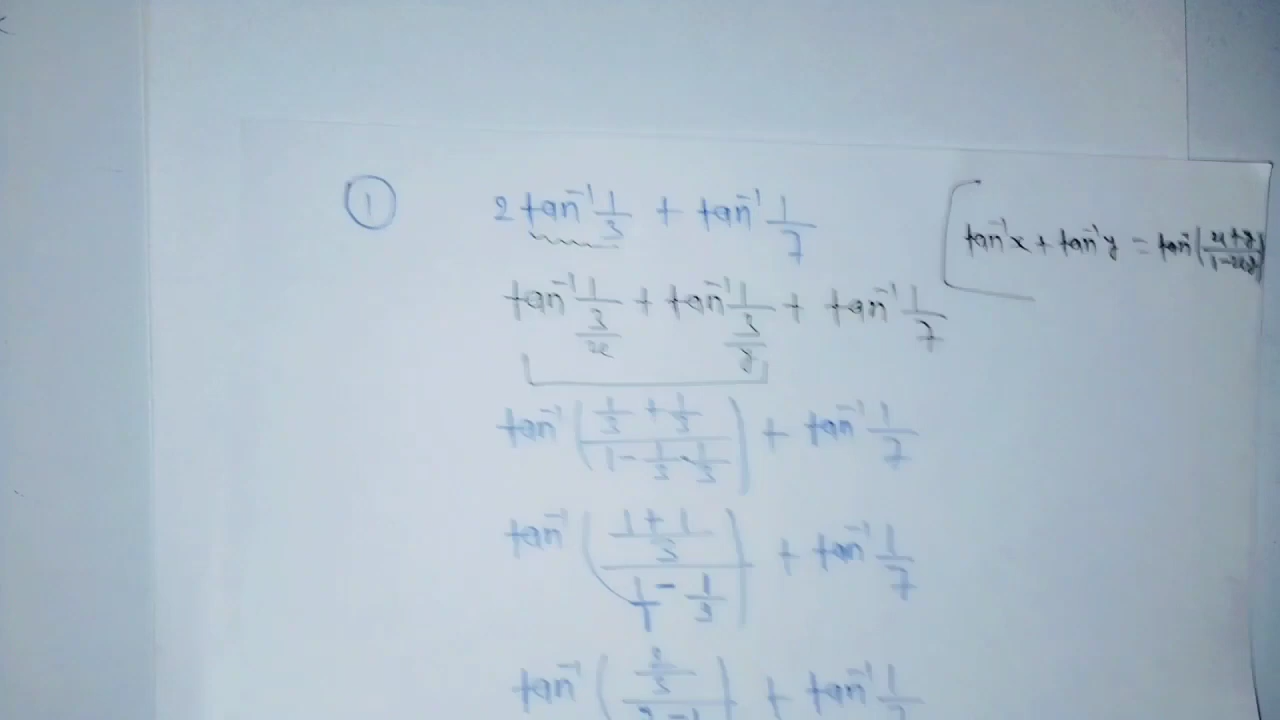 ① 2 tan⁻¹ 1/3 + tan⁻¹ 1/7 [tan⁻¹x + tan⁻¹y = tan⁻¹((x+y)/(1-xy))
tan⁻¹ 1/3 + tan⁻¹ 1/3 + tan⁻¹ 1/7
x y
tan⁻¹((1/3 + 1/3)/(1 - 1/3 · 1/3)) + tan⁻¹ 1/7
tan⁻¹(((1+1)/3)/(1/1 - 1/3)) + tan⁻¹ 1/7
tan⁻¹((2/3)/
+ tan⁻¹ 1/7